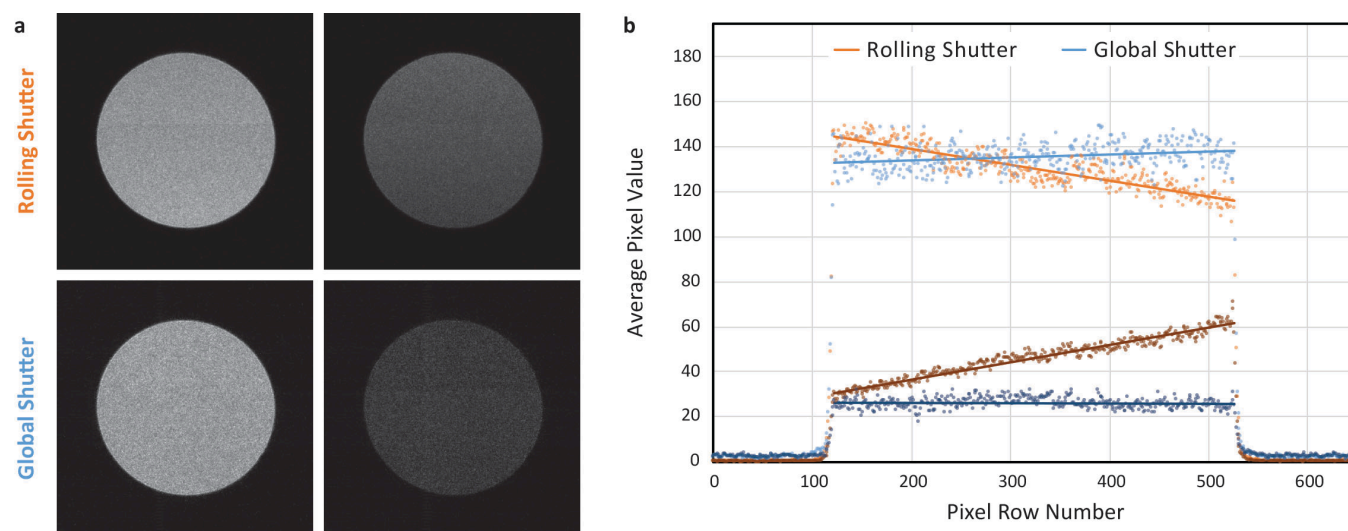 a
Rolling Shutter
Global Shutter
b
Rolling Shutter
Global Shutter
Average Pixel Value
180
160
140
120
100
80
60
40
20
0
0 100 200 300 400 500 600
Pixel Row Number